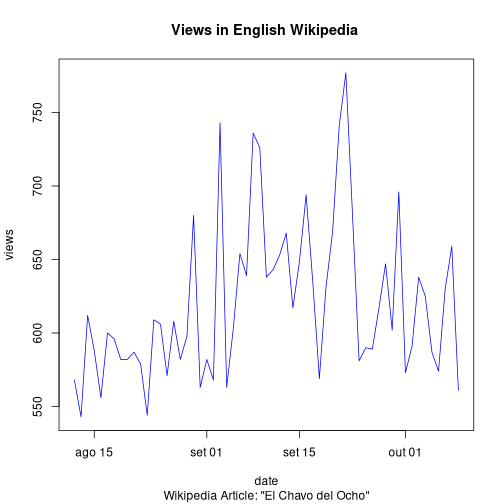 Views in English Wikipedia
750
700
650
600
550
views
ago 15
set 01
set 15
out 01
date
Wikipedia Article: "El Chavo del Ocho"